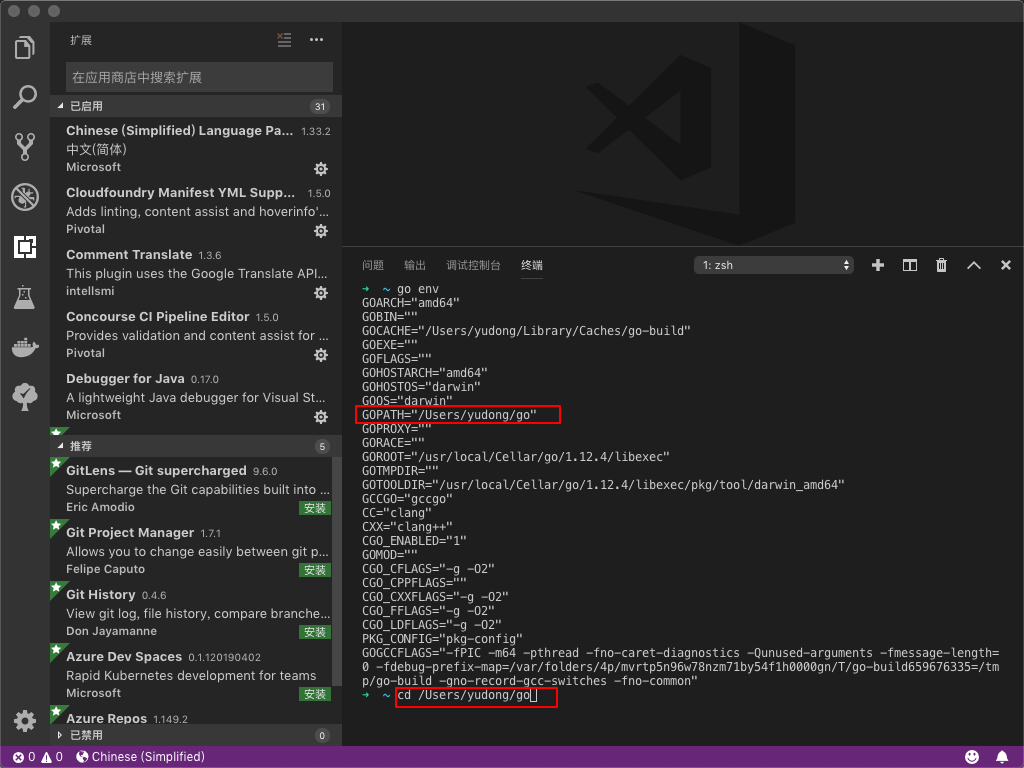 扩展
在应用商店中搜索扩展
已启用 31
Chinese (Simplified) Language Pa... 1.33.2
中文(简体)
Microsoft
Cloudfoundry Manifest YML Supp... 1.5.0
Adds linting, content assist and hoverinfo'...
Pivotal
Comment Translate 1.3.6
This plugin uses the Google Translate API...
intellsmi
Concourse CI Pipeline Editor 1.5.0
Provides validation and content assist for ...
Pivotal
Debugger for Java 0.17.0
A lightweight Java debugger for Visual St...
Microsoft
推荐 5
GitLens — Git supercharged 9.6.0
Supercharge the Git capabilities built into ...
Eric Amodio 安装
Git Project Manager 1.7.1
Allows you to change easily between git p...
Felipe Caputo 安装
Git History 0.4.6
View git log, file history, compare branche...
Don Jayamanne 安装
Azure Dev Spaces 0.1.120190402
Rapid Kubernetes development for teams
Microsoft 安装
Azure Repos 1.149.2
已禁用 0
问题 输出 调试控制台 终端 1: zsh
➜ ~ go env
GOARCH="amd64"
GOBIN=""
GOCACHE="/Users/yudong/Library/Caches/go-build"
GOEXE=""
GOFLAGS=""
GOHOSTARCH="amd64"
GOHOSTOS="darwin"
GOOS="darwin"
GOPATH="/Users/yudong/go"
GOPROXY=""
GORACE=""
GOROOT="/usr/local/Cellar/go/1.12.4/libexec"
GOTMPDIR=""
GOTOOLDIR="/usr/local/Cellar/go/1.12.4/libexec/pkg/tool/darwin_amd64"
GCCGO="gccgo"
CC="clang"
CXX="clang++"
CGO_ENABLED="1"
GOMOD=""
CGO_CFLAGS="-g -O2"
CGO_CPPFLAGS=""
CGO_CXXFLAGS="-g -O2"
CGO_FFLAGS="-g -O2"
CGO_LDFLAGS="-g -O2"
PKG_CONFIG="pkg-config"
GOGCCFLAGS="-fPIC -m64 -pthread -fno-caret-diagnostics -Qunused-arguments -fmessage-length=
0 -fdebug-prefix-map=/var/folders/4p/mvrtp5n96w78nzm71by54f1h0000gn/T/go-build659676335=/tm
p/go-build -gno-record-gcc-switches -fno-common"
➜ ~ cd /Users/yudong/go
0 0 Chinese (Simplified)